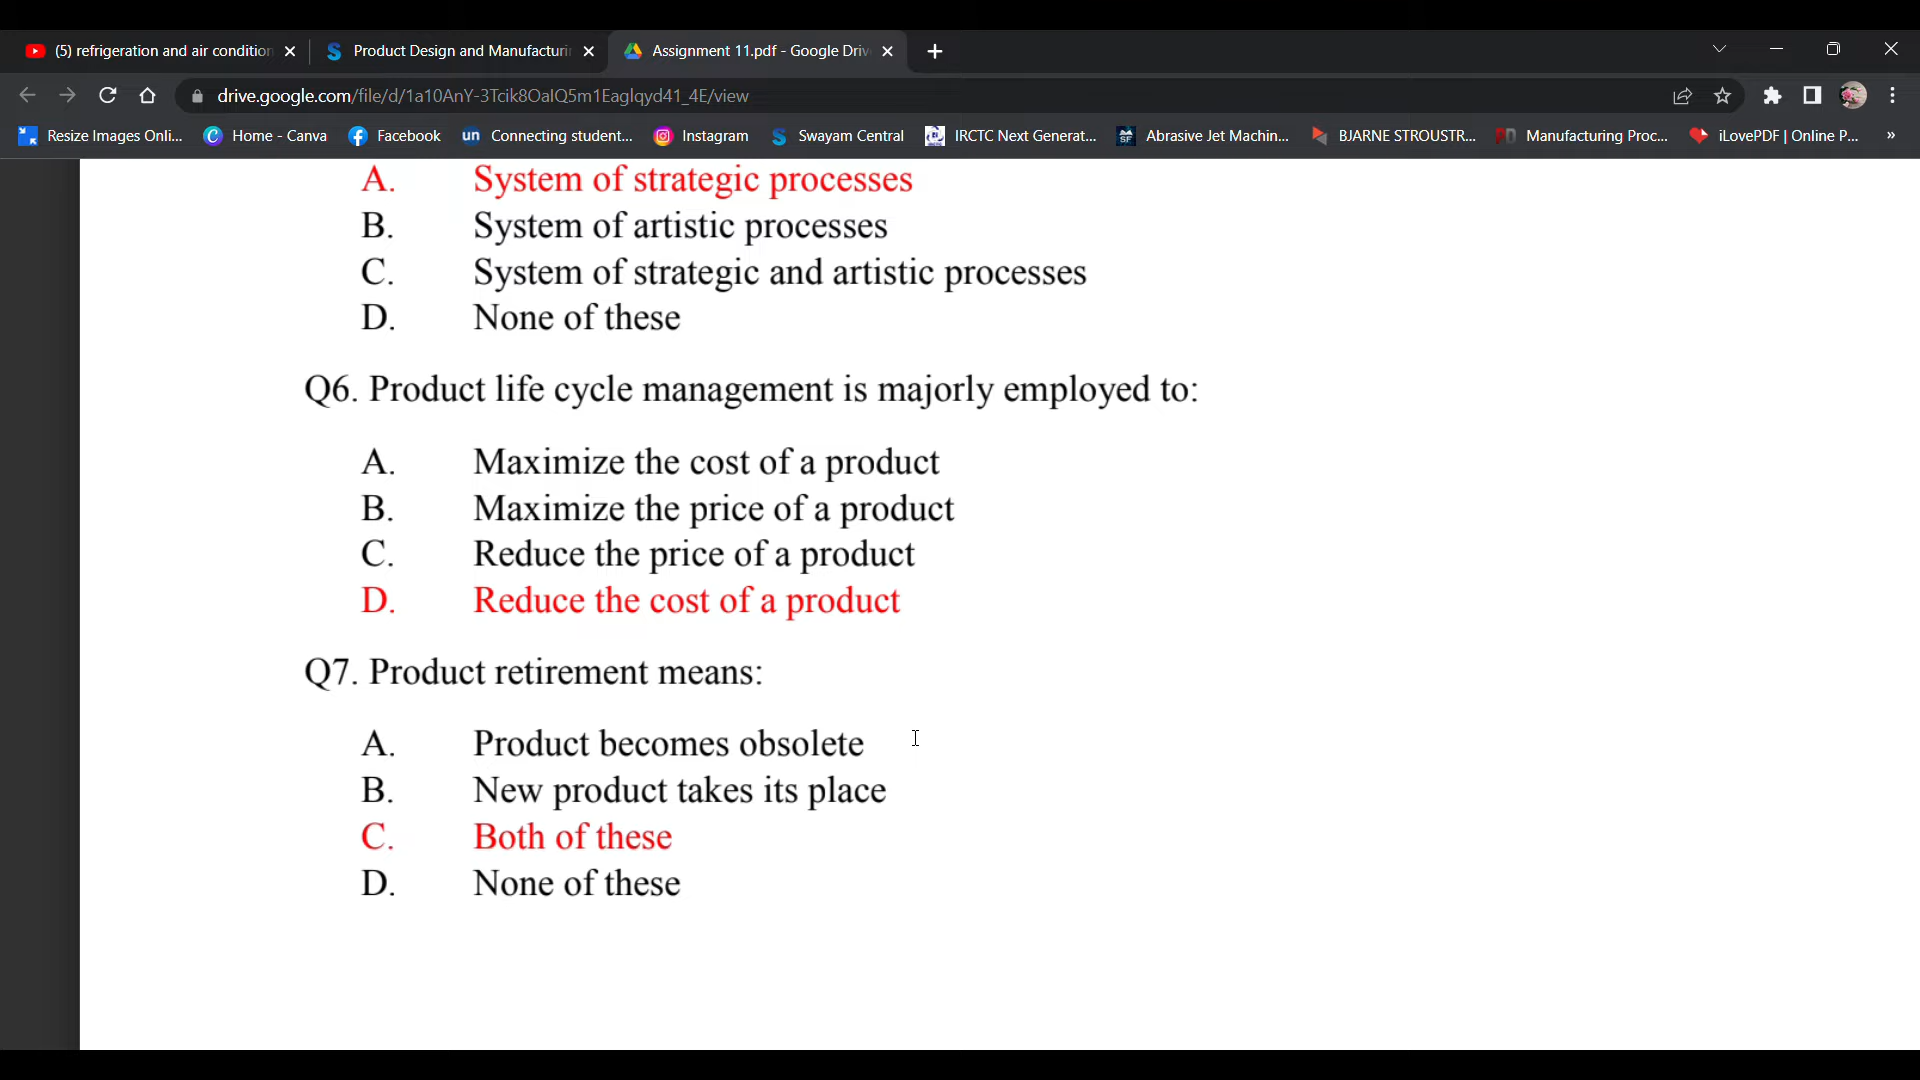 (5) refrigeration and air condition
Product Design and Manufacturi
Assignment 11.pdf - Google Driv
drive.google.com/file/d/1a10AnY-3Tcik8OalQ5m1Eaglqyd41_4E/view
Resize Images Onli...
Home - Canva
Facebook
un Connecting student...
Instagram
Swayam Central
IRCTC Next Generat...
Abrasive Jet Machin...
BJARNE STROUSTR...
Manufacturing Proc...
iLovePDF | Online P...
»
A. System of strategic processes
B. System of artistic processes
C. System of strategic and artistic processes
D. None of these
Q6. Product life cycle management is majorly employed to:
A. Maximize the cost of a product
B. Maximize the price of a product
C. Reduce the price of a product
D. Reduce the cost of a product
Q7. Product retirement means:
A. Product becomes obsolete
B. New product takes its place
C. Both of these
D. None of these